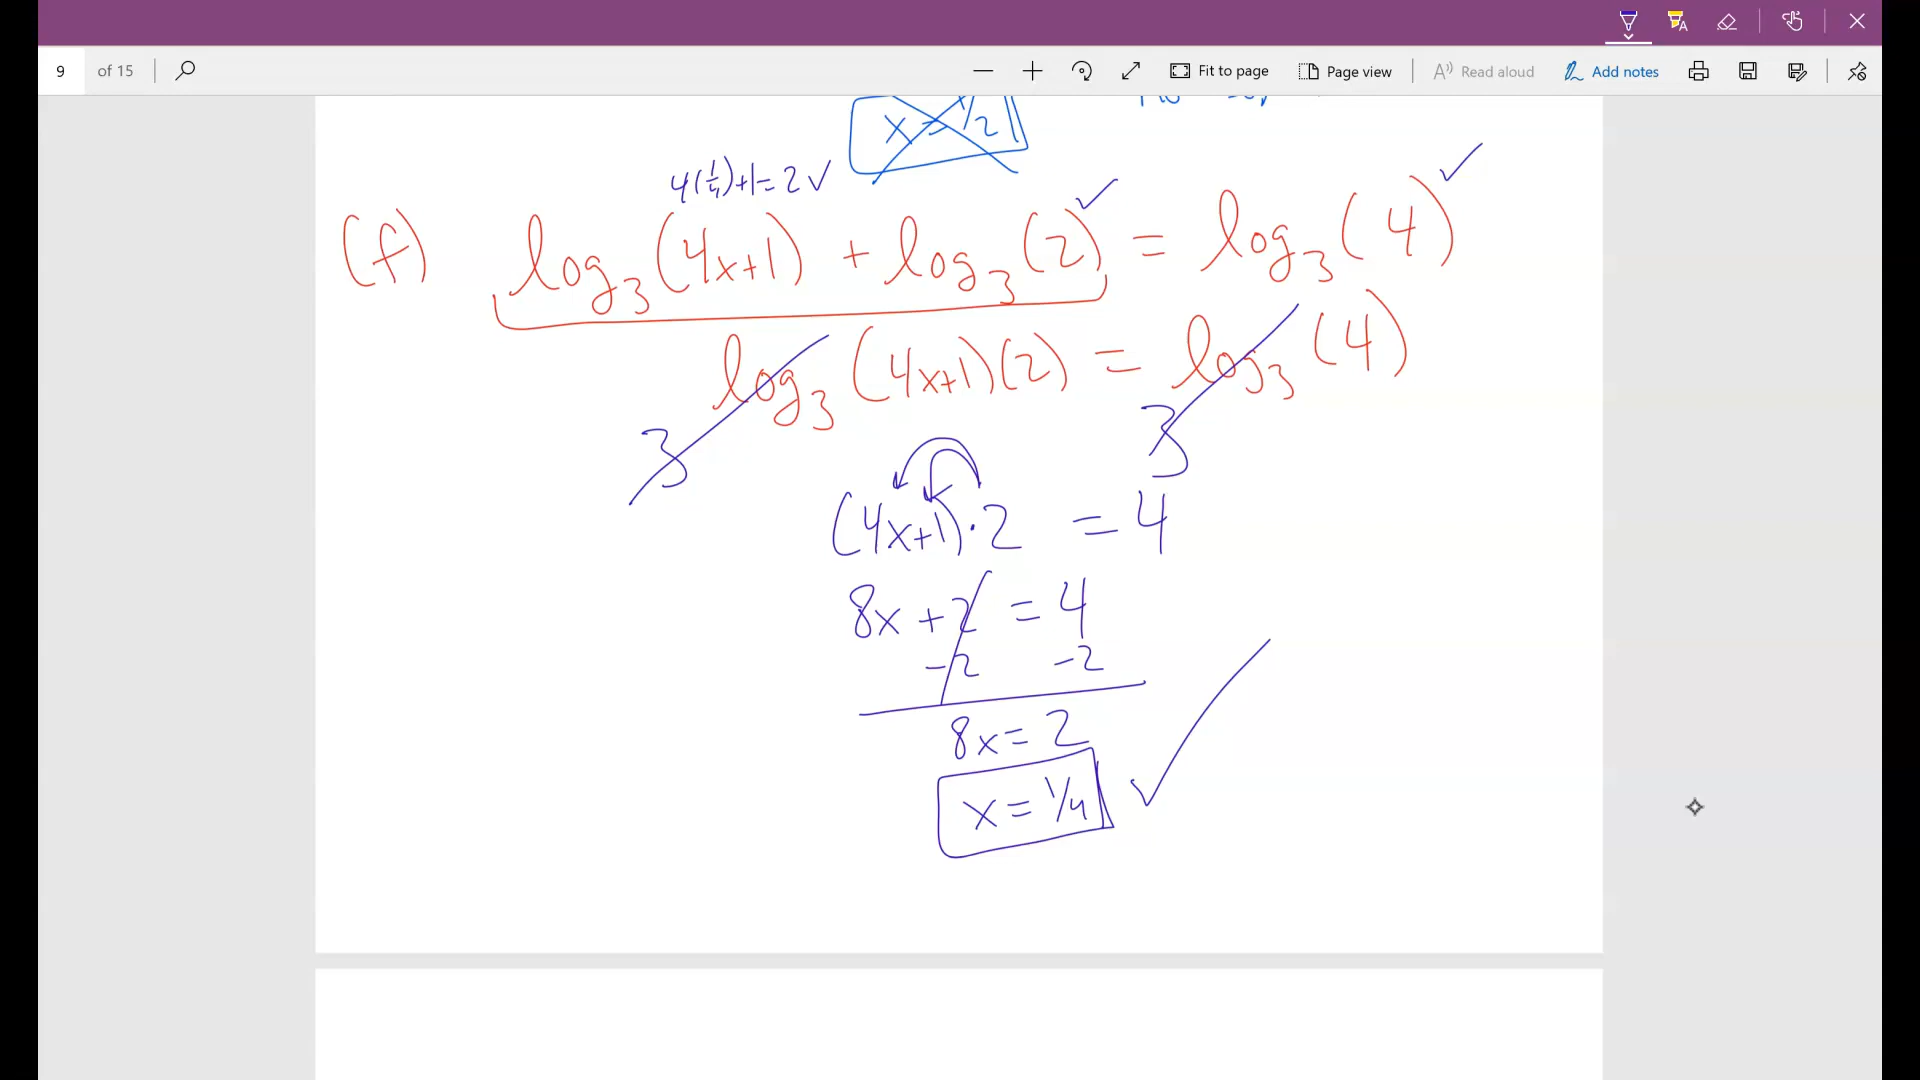 9 of 15 Fit to page Page view Read aloud Add notes
x = 1/2
4(1/4)+1=2✓
(f) log₃(4x+1) + log₃(2) = log₃(4)
log₃(4x+1)(2) = log₃(4)
3 3
(4x+1)·2 = 4
8x + 2 = 4
-2 -2
8x = 2
x = 1/4